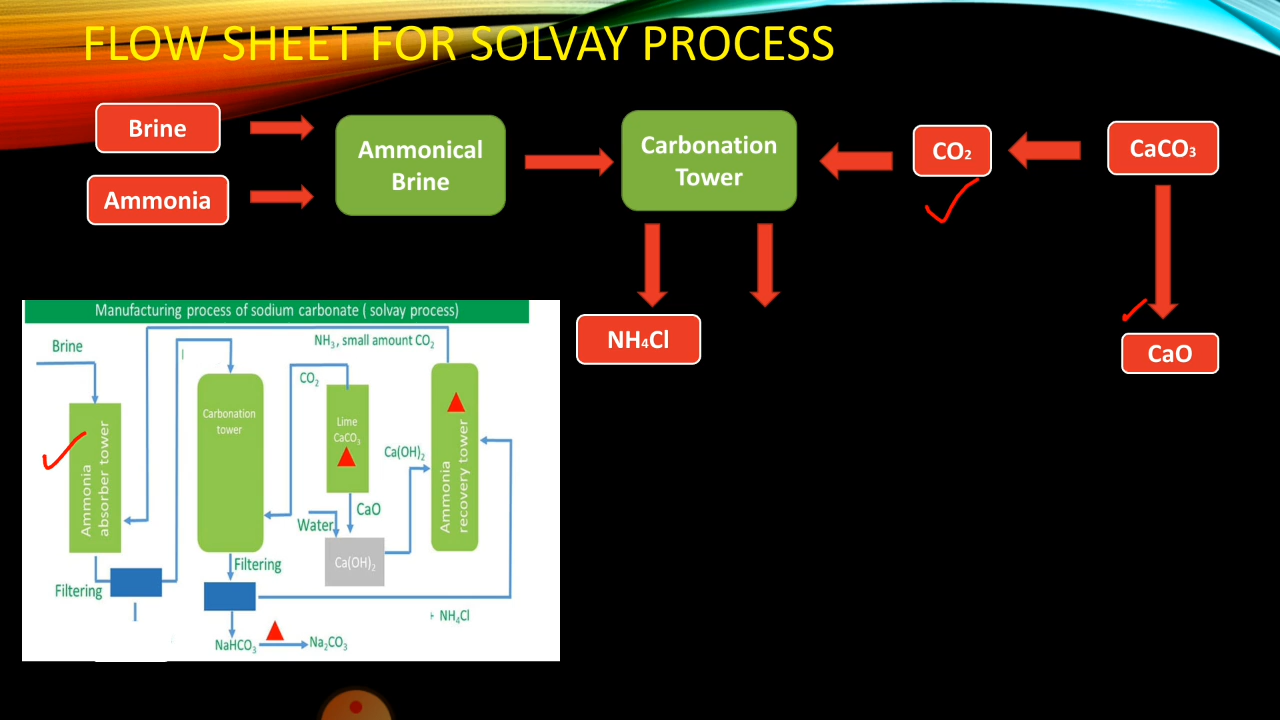 FLOW SHEET FOR SOLVAY PROCESS
Brine
Ammonia
Ammonical
Brine
Carbonation
Tower
CO₂
CaCO₃
NH₄Cl
CaO
Manufacturing process of sodium carbonate ( solvay process)
Brine
NH₃, small amount CO₂
CO₂
Carbonation
tower
Lime
CaCO₃
Ca(OH)₂
Ammonia
absorber tower
Ammonia
recovery tower
CaO
Water
Ca(OH)₂
Filtering
Filtering
+ NH₄Cl
NaHCO₃
Na₂CO₃